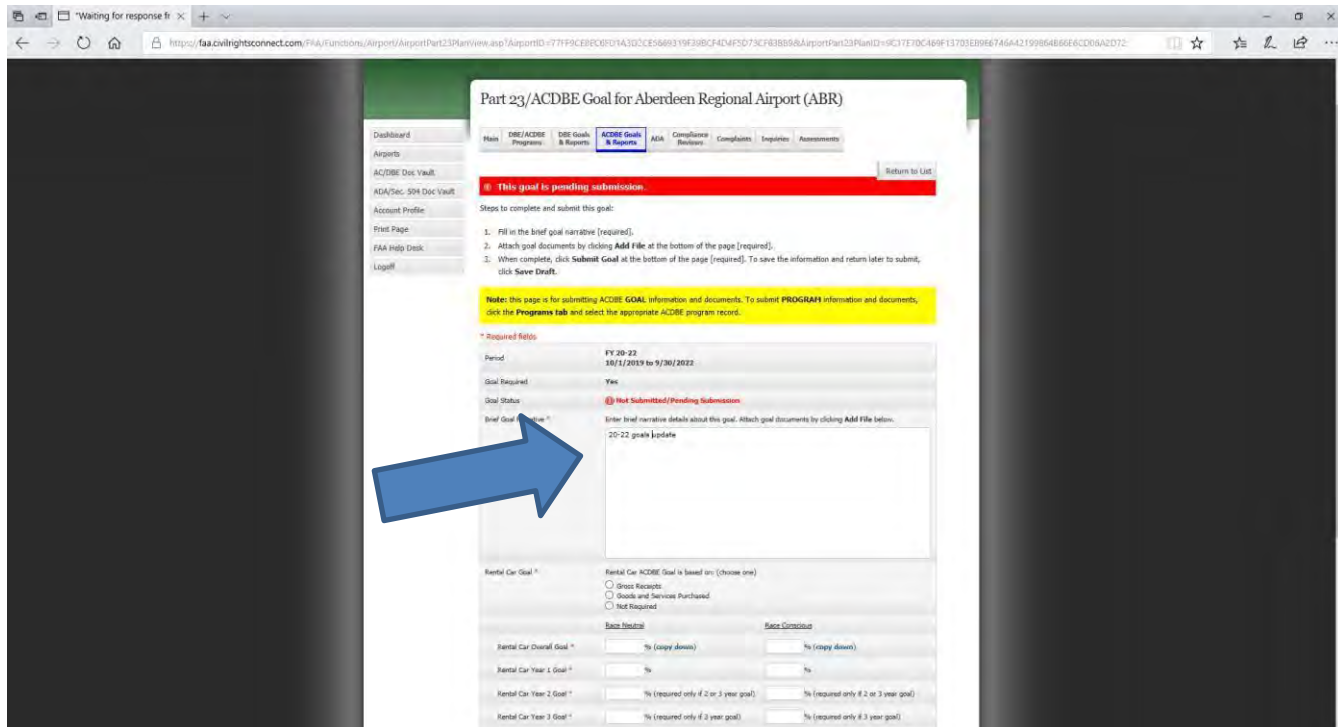 "Waiting for response fr
Part 23/ACDBE Goal for Aberdeen Regional Airport (ABR)
Dashboard
Airports
AC/DBE Doc Vault
ADA/Sec. 504 Doc Vault
Account Profile
Print Page
FAA Help Desk
Logoff
Main
DBE/ACDBE Programs
DBE Goals & Reports
ACDBE Goals & Reports
ADA
Compliance Reviews
Complaints
Inquiries
Assessments
Return to List
This goal is pending submission.
Steps to complete and submit this goal:
1. Fill in the brief goal narrative [required].
2. Attach goal documents by clicking Add File at the bottom of the page [required].
3. When complete, click Submit Goal at the bottom of the page [required]. To save the information and return later to submit,
click Save Draft.
Note: this page is for submitting ACDBE GOAL information and documents. To submit PROGRAM information and documents,
click the Programs tab and select the appropriate ACDBE program record.
* Required fields
Period
FY 20-22
10/1/2019 to 9/30/2022
Goal Required
Yes
Goal Status
Not Submitted/Pending Submission
Brief Goal
Enter brief narrative details about this goal. Attach goal documents by clicking Add File below.
20-22 goals update
Rental Car Goal *
Rental Car ACDBE Goal is based on: (choose one)
Gross Receipts
Goods and Services Purchased
Not Required
Race Neutral Race Conscious
Rental Car Overall Goal * % (copy down) % (copy down)
Rental Car Year 1 Goal * % %
Rental Car Year 2 Goal * % (required only if 2 or 3 year goal) % (required only if 2 or 3 year goal)
Rental Car Year 3 Goal * % (required only if 3 year goal) % (required only if 3 year goal)